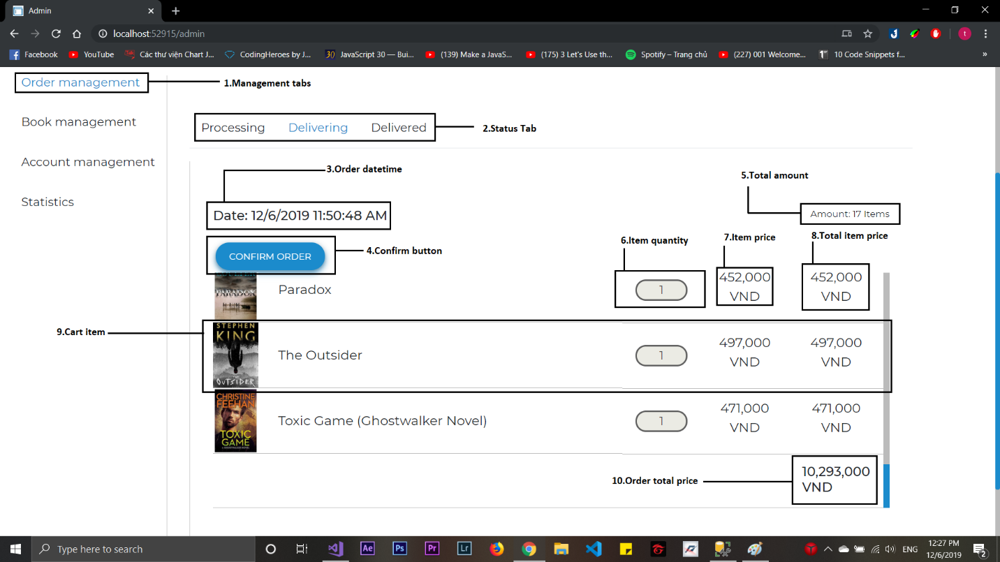 Admin
localhost:52915/admin
t
Facebook
YouTube
Các thư viện Chart J...
CodingHeroes by J...
30
JavaScript 30 — Bui...
(139) Make a JavaS...
(175) 3 Let's Use th...
Spotify – Trang chủ
(227) 001 Welcome...
10 Code Snippets f...
»
Order management
1.Management tabs
Book management
Account management
Statistics
Processing
Delivering
Delivered
2.Status Tab
3.Order datetime
Date: 12/6/2019 11:50:48 AM
5.Total amount
Amount: 17 Items
CONFIRM ORDER
4.Confirm button
6.Item quantity
7.Item price
8.Total item price
PARADOX
Paradox
1
452,000
VND
452,000
VND
9.Cart item
STEPHEN
KING
THE
OUTSIDER
The Outsider
1
497,000
VND
497,000
VND
CHRISTINE
FEEHAN
TOXIC
GAME
Toxic Game (Ghostwalker Novel)
1
471,000
VND
471,000
VND
10.Order total price
10,293,000
VND
Type here to search
Ae
Ps
Pr
Lr
ENG
12:27 PM
12/6/2019
2